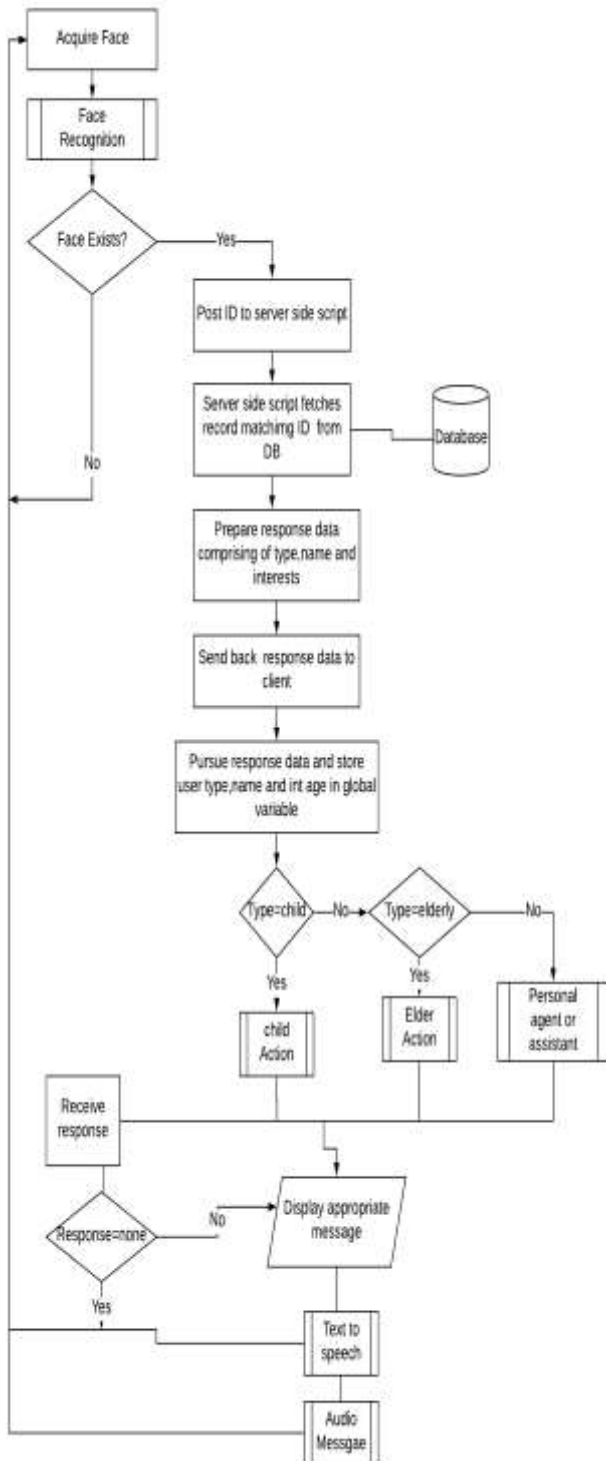 Acquire Face
Face
Recognition
Face Exists?
Yes
No
Post ID to server side script
Server side script fetches
record matchimg ID from
DB
Database
Prepare response data
comprising of type,name and
interests
Send back response data to
client
Pursue response data and store
user type,name and int age in global
variable
Type=child
No
Type=elderly
No
Yes
Yes
child
Action
Elder
Action
Personal
agent or
assistant
Receive
response
Response=none
No
Display appropriate
message
Yes
Text to
speech
Audio
Messgae